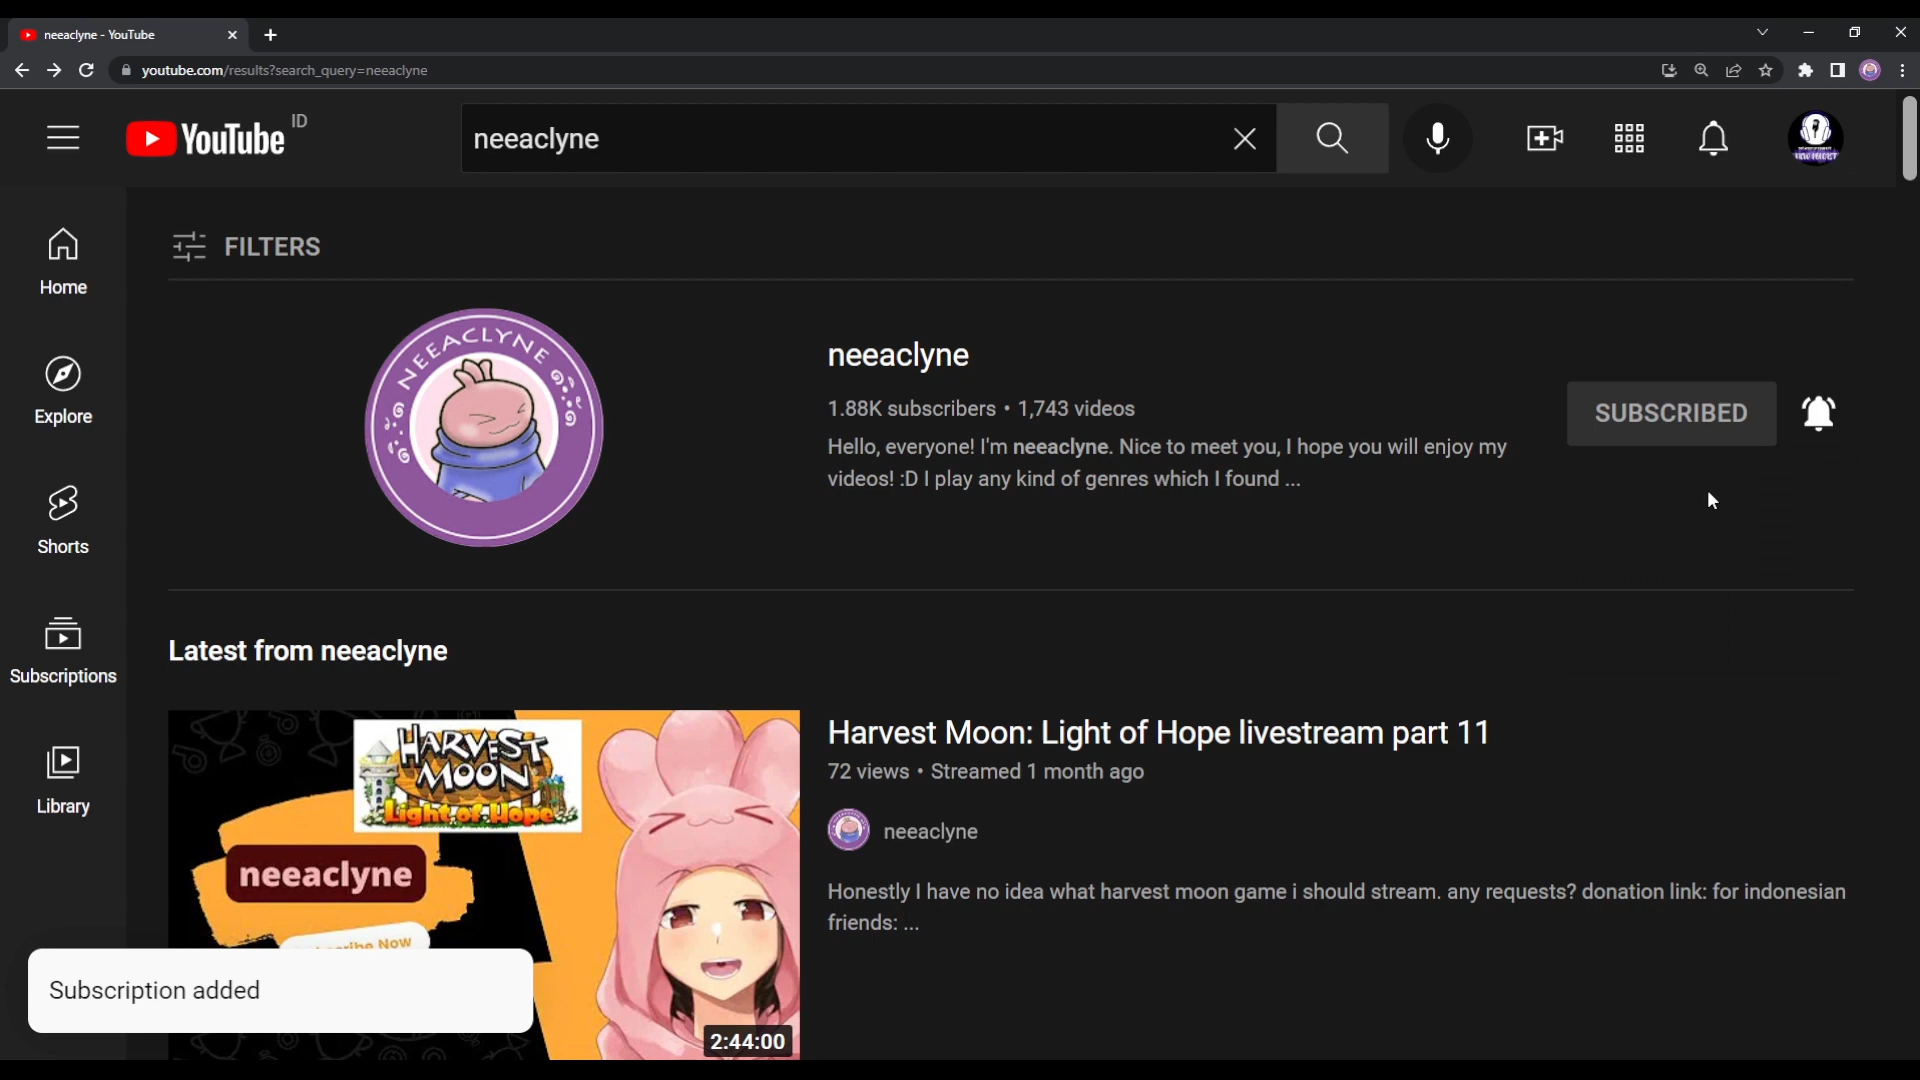 neeaclyne - YouTube
youtube.com/results?search_query=neeaclyne
YouTube ID
neeaclyne
FILTERS
Home
Explore
Shorts
Subscriptions
Library
NEEACLYNE
neeaclyne
1.88K subscribers • 1,743 videos
Hello, everyone! I'm neeaclyne. Nice to meet you, I hope you will enjoy my
videos! :D I play any kind of genres which I found ...
SUBSCRIBED
Latest from neeaclyne
HARVEST
MOON
Light of Hope
neeaclyne
Now
2:44:00
Harvest Moon: Light of Hope livestream part 11
72 views • Streamed 1 month ago
neeaclyne
Honestly I have no idea what harvest moon game i should stream. any requests? donation link: for indonesian
friends: ...
Subscription added